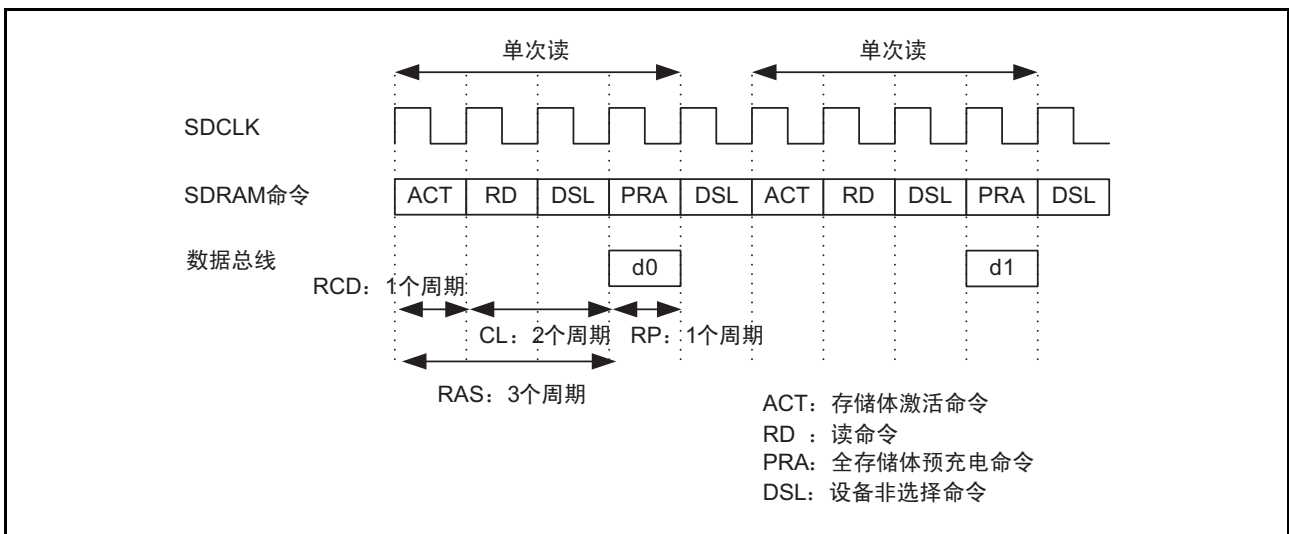 单次读 单次读
SDCLK
SDRAM命令 ACT RD DSL PRA DSL ACT RD DSL PRA DSL
数据总线 d0 d1
RCD：1个周期
CL：2个周期 RP：1个周期
RAS：3个周期
ACT：存储体激活命令
RD ：读命令
PRA：全存储体预充电命令
DSL：设备非选择命令